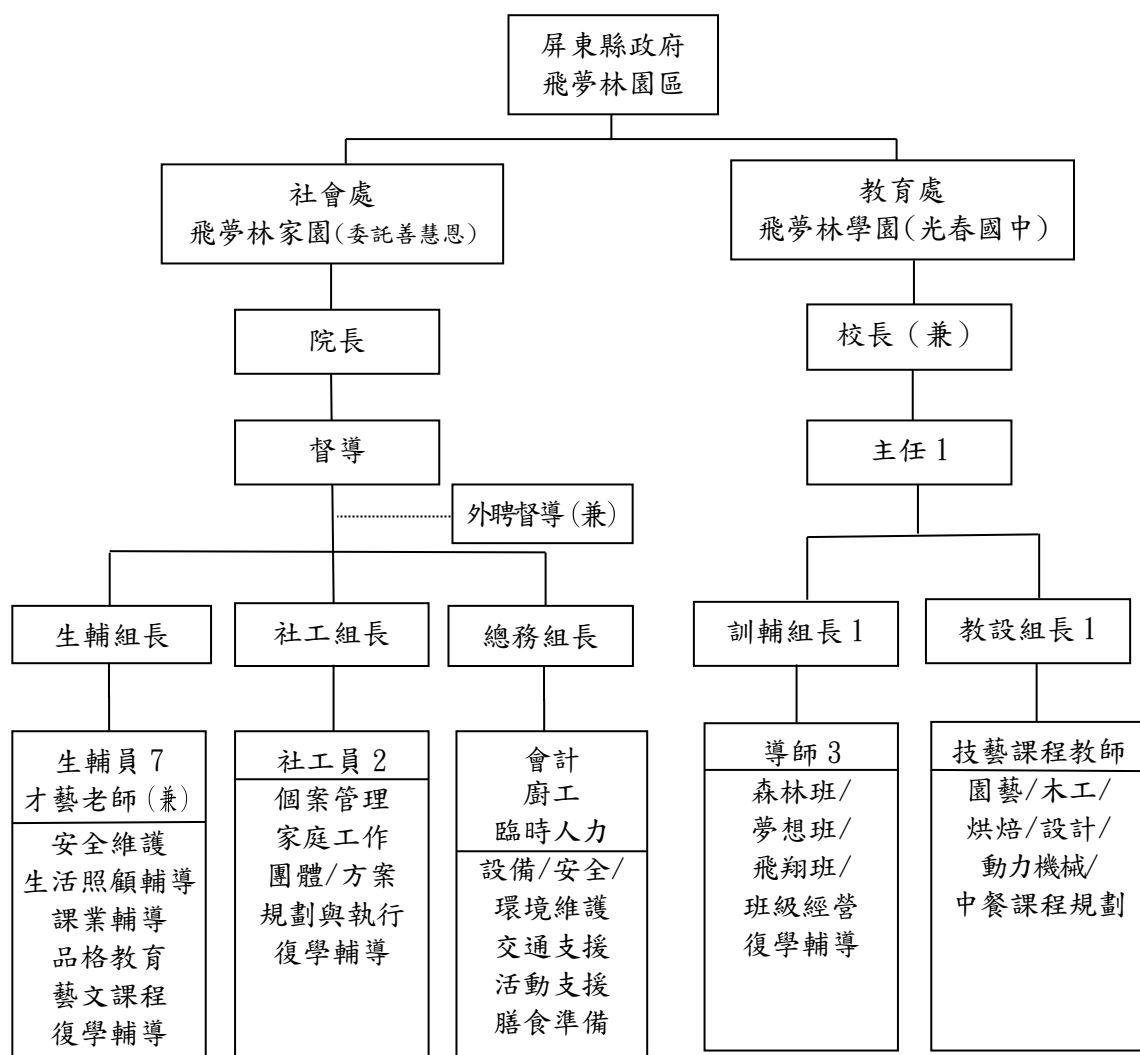 屏東縣政府
飛夢林園區
社會處
飛夢林家園(委託善慧恩)
教育處
飛夢林學園(光春國中)
院長
校長（兼）
督導
主任1
外聘督導(兼)
生輔組長
社工組長
總務組長
訓輔組長1
教設組長1
生輔員7
才藝老師(兼)
安全維護
生活照顧輔導
課業輔導
品格教育
藝文課程
復學輔導
社工員2
個案管理
家庭工作
團體/方案
規劃與執行
復學輔導
會計
廚工
臨時人力
設備/安全/
環境維護
交通支援
活動支援
膳食準備
導師3
森林班/
夢想班/
飛翔班/
班級經營
復學輔導
技藝課程教師
園藝/木工/
烘焙/設計/
動力機械/
中餐課程規劃